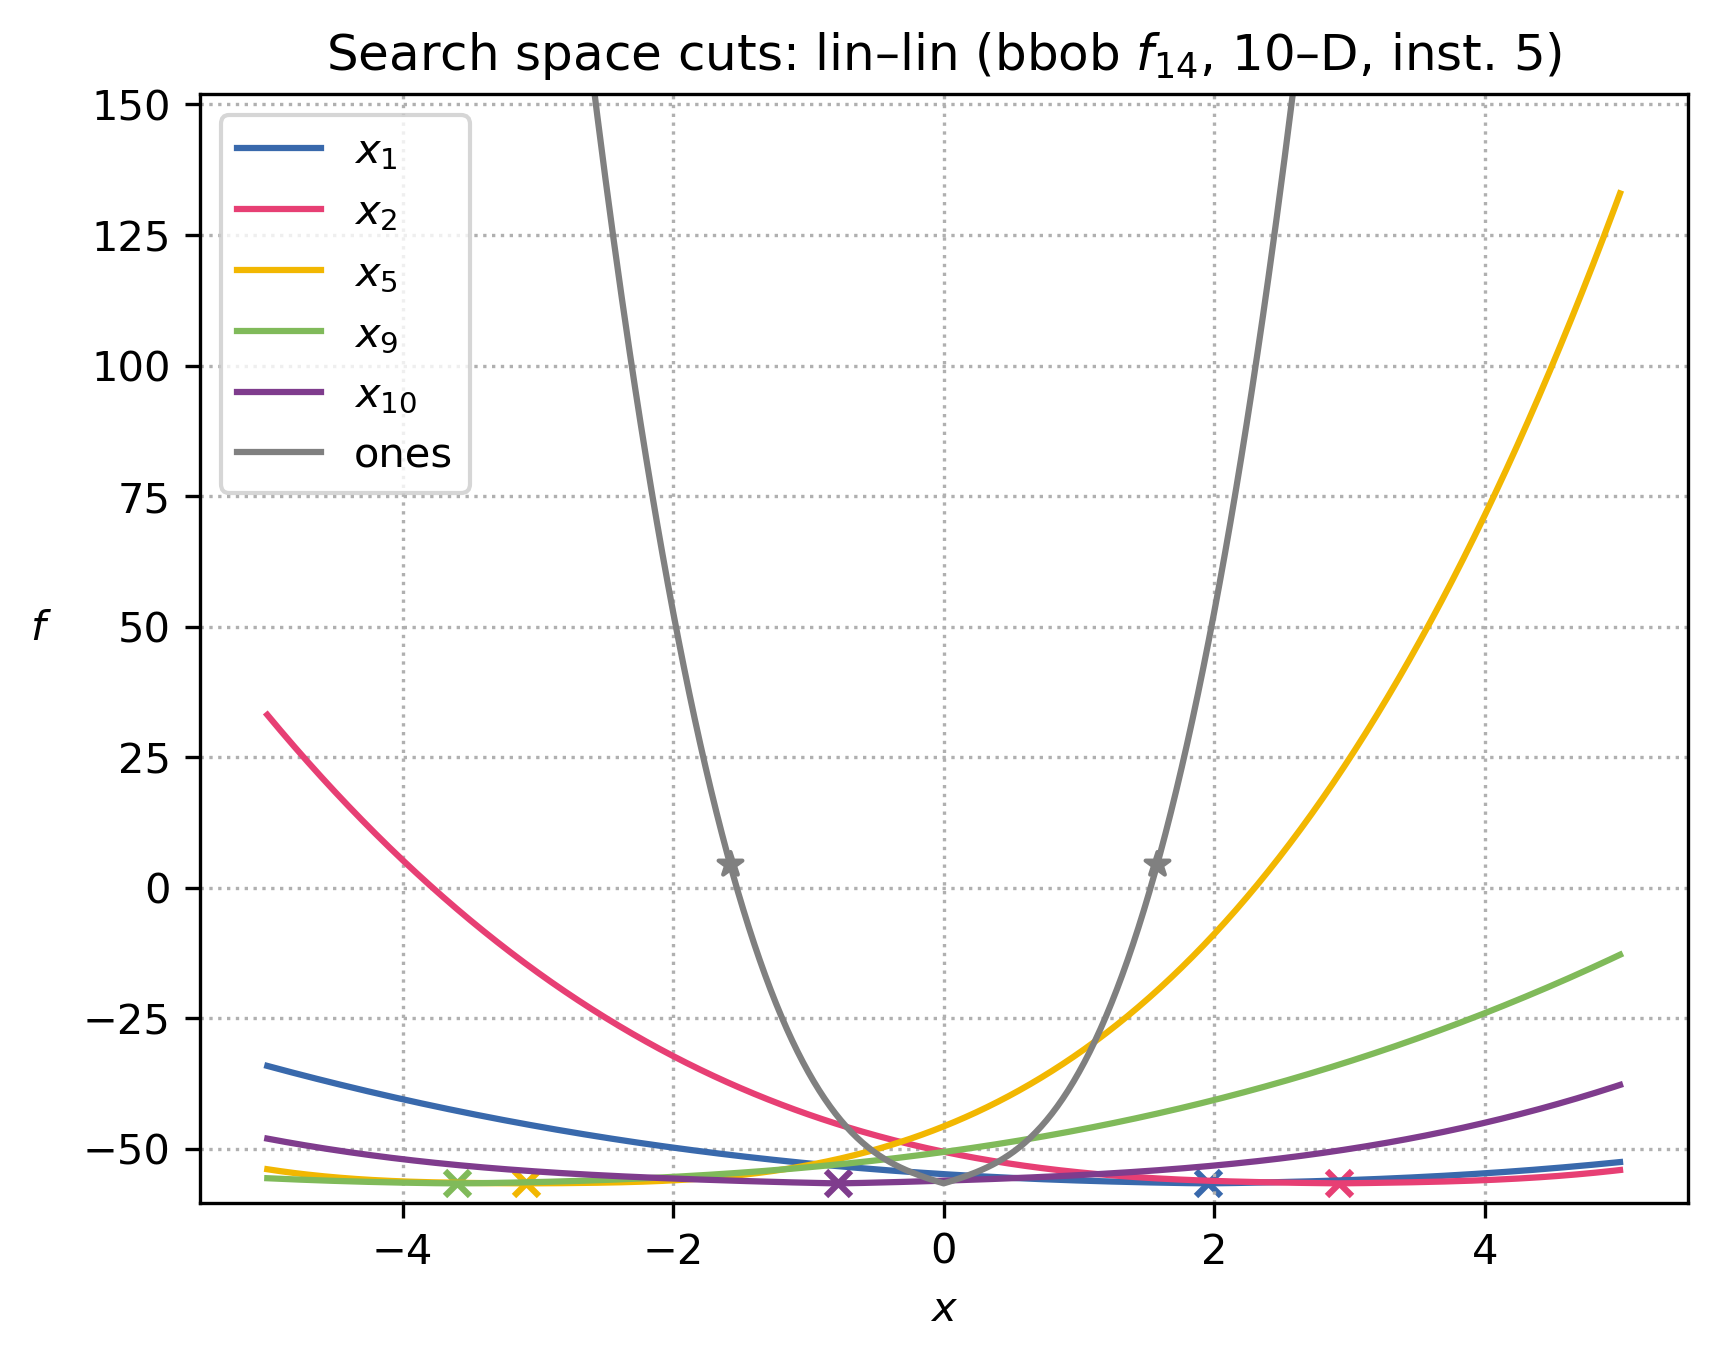 Search space cuts: lin–lin (bbob f₁₄, 10–D, inst. 5)
150
125
100
75
50
25
0
−25
−50
f
x₁
x₂
x₅
x₉
x₁₀
ones
−4
−2
0
2
4
x